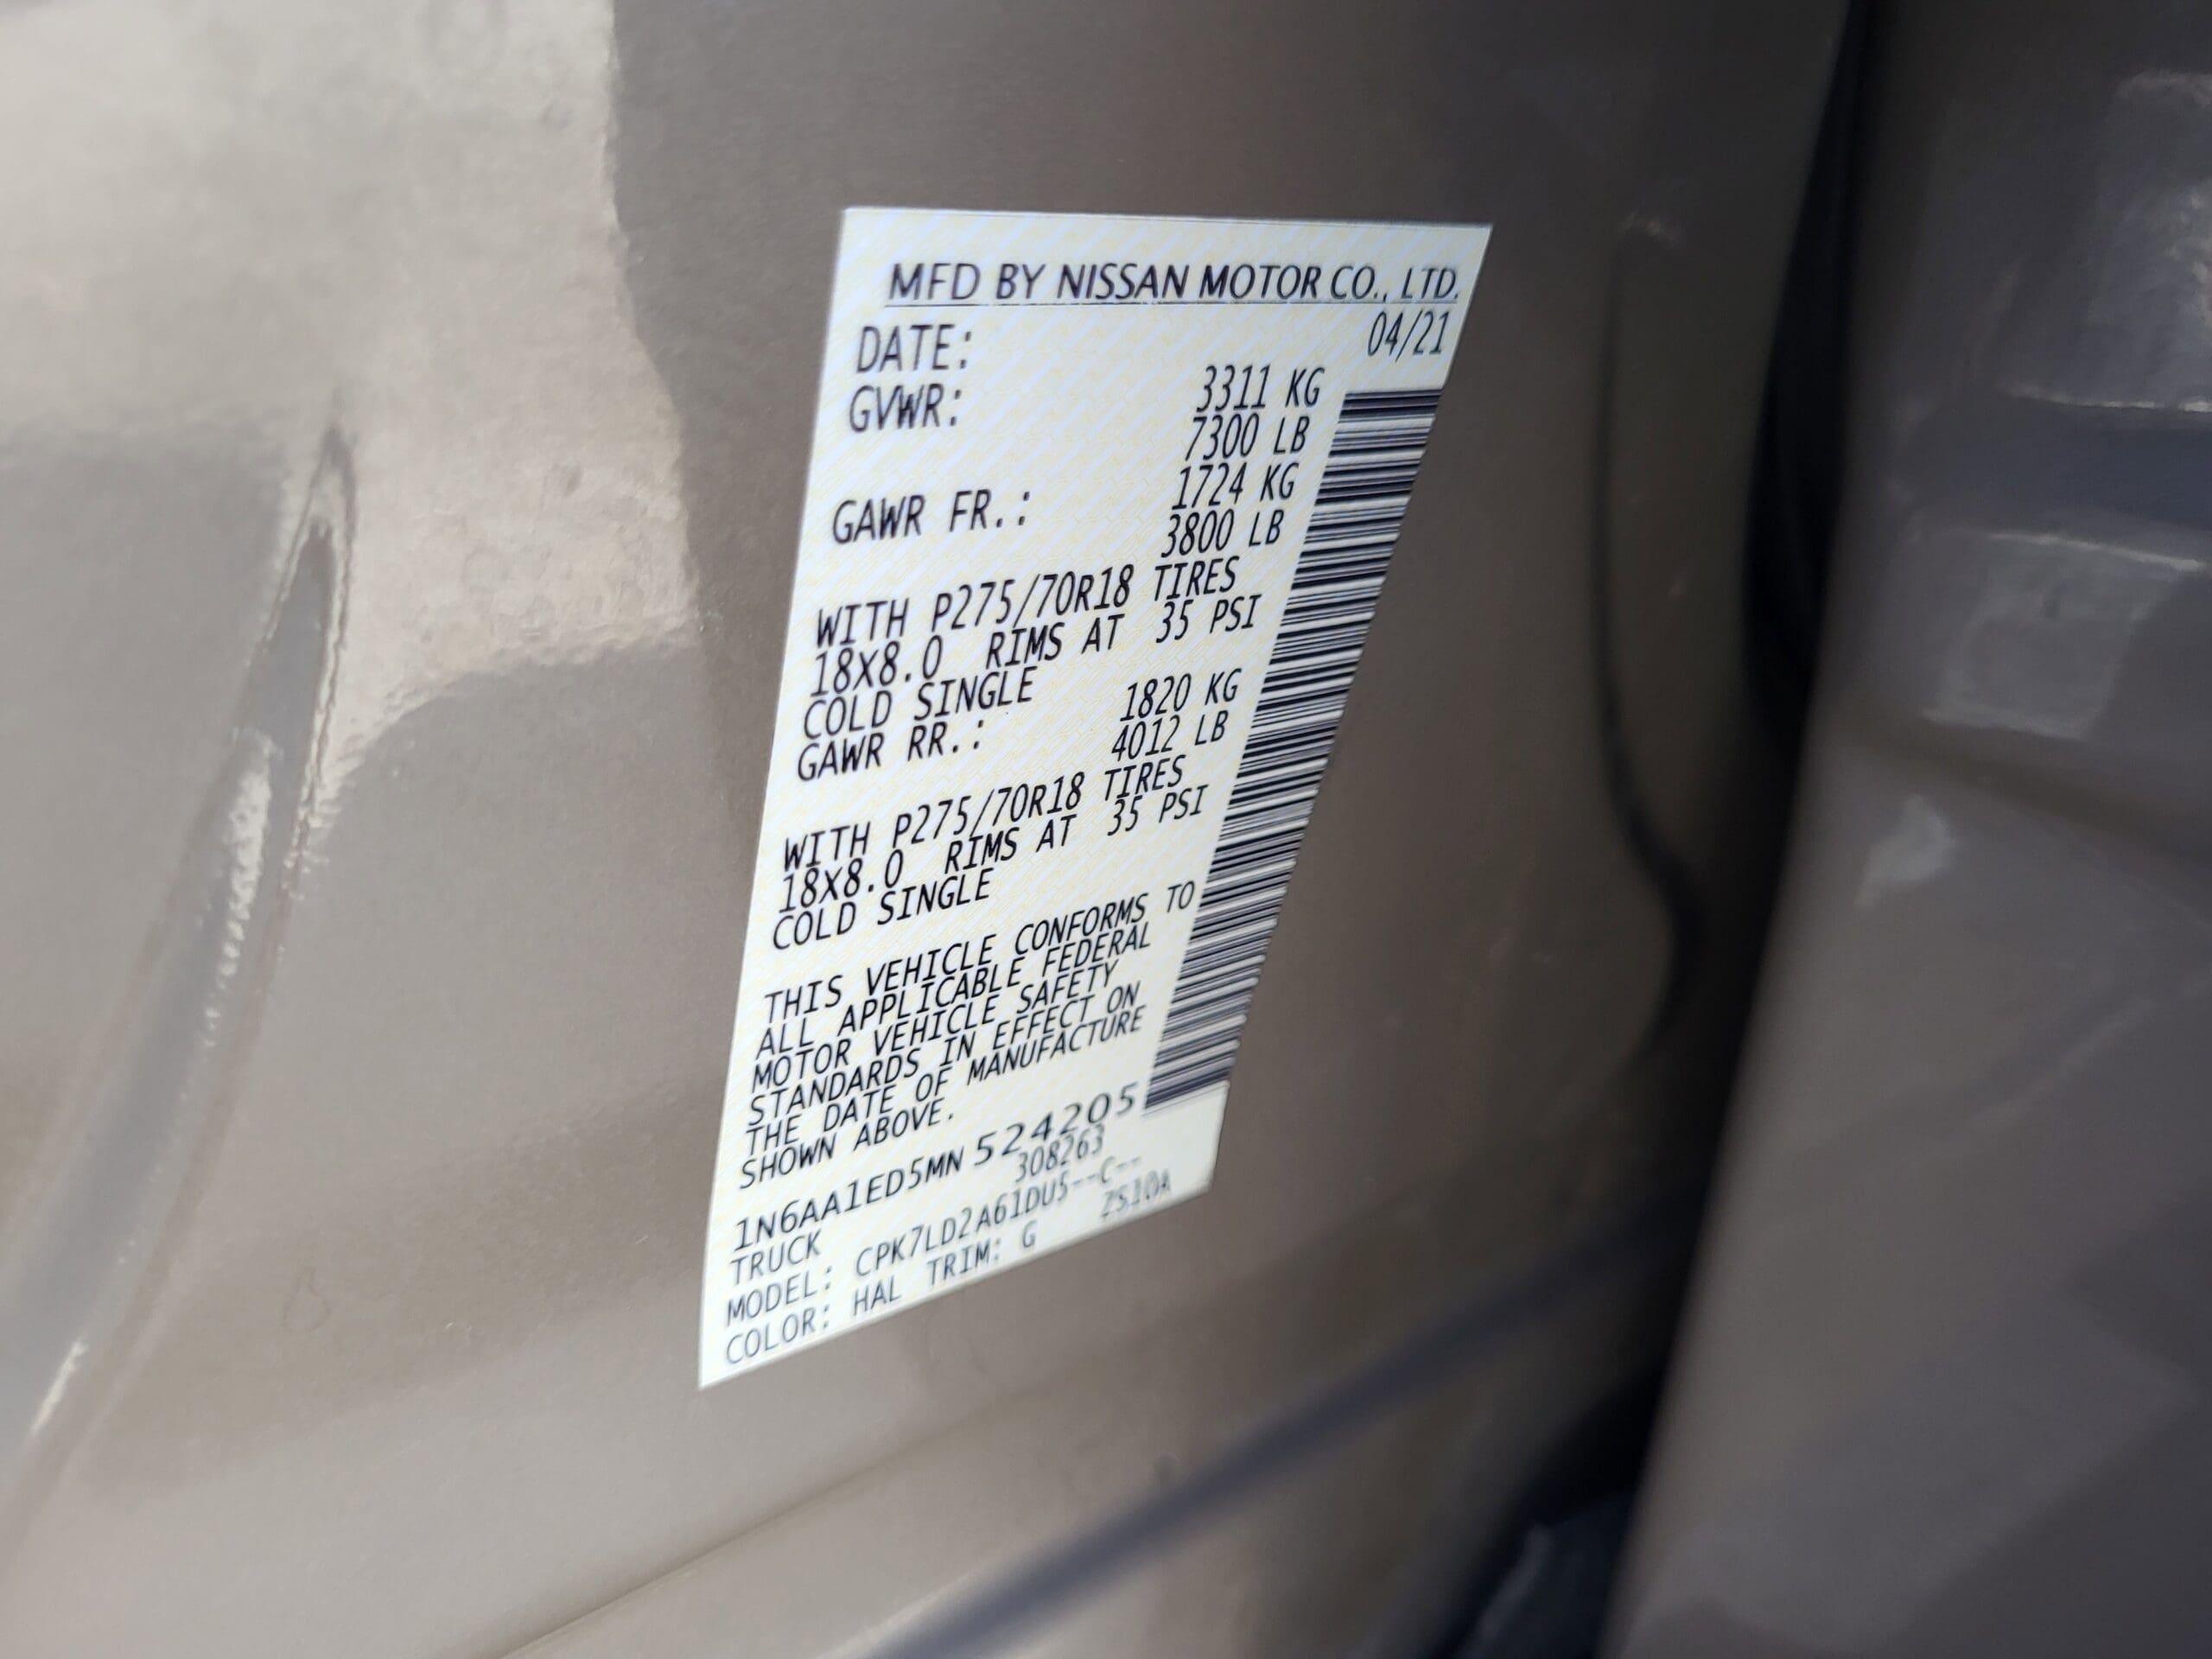 MFD BY NISSAN MOTOR CO., LTD.
DATE: 04/21
GVWR: 3311 KG
7300 LB
GAWR FR.: 1724 KG
3800 LB
WITH P275/70R18 TIRES
18X8.0 RIMS AT 35 PSI
COLD SINGLE
GAWR RR.: 1820 KG
4012 LB
WITH P275/70R18 TIRES
18X8.0 RIMS AT 35 PSI
COLD SINGLE
THIS VEHICLE CONFORMS TO
ALL APPLICABLE FEDERAL
MOTOR VEHICLE SAFETY
STANDARDS IN EFFECT ON
THE DATE OF MANUFACTURE
SHOWN ABOVE.
1N6AA1ED5MN524205
TRUCK 308263
MODEL: CPK7LD2A61DU5--C--
COLOR: HAL TRIM: G ZS10A